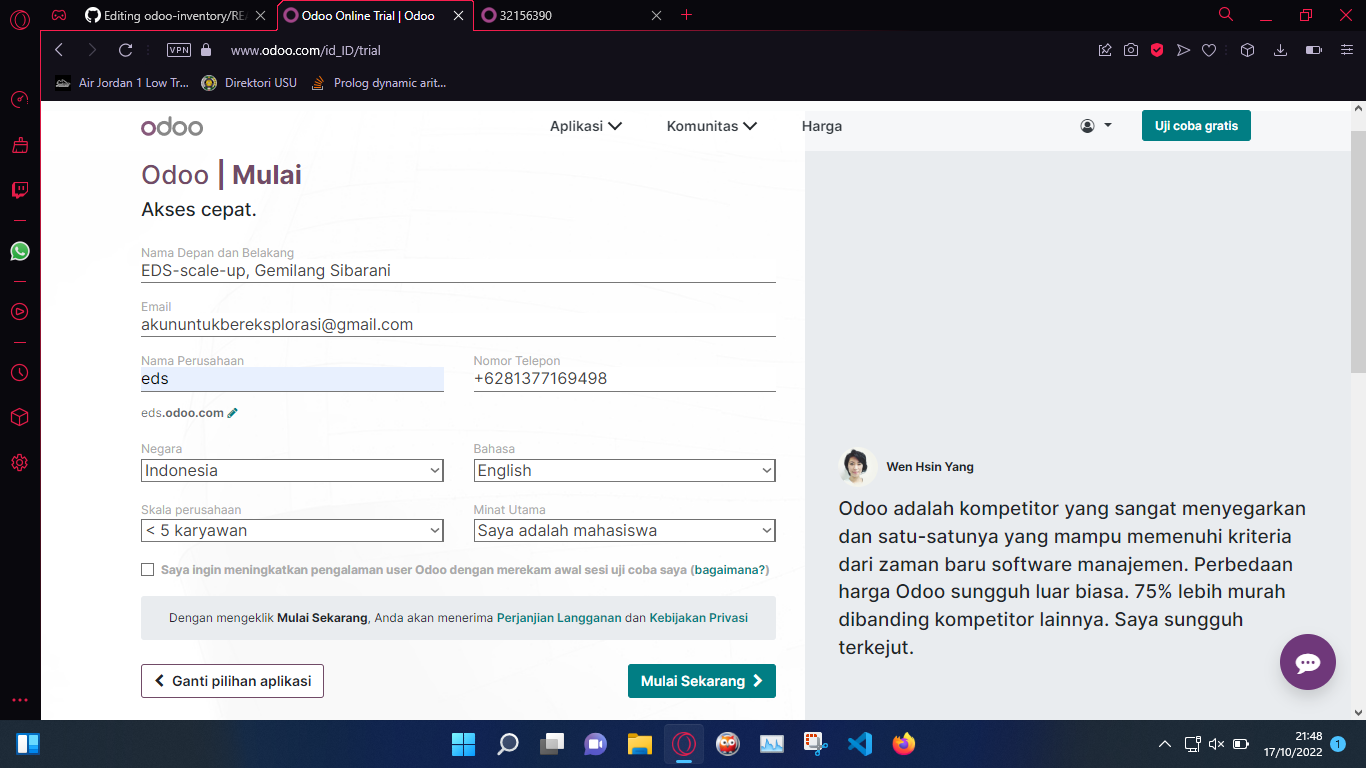 Editing odoo-inventory/REA
Odoo Online Trial | Odoo
32156390
VPN
www.odoo.com/id_ID/trial
Air Jordan 1 Low Tr...
Direktori USU
Prolog dynamic arit...
odoo
Aplikasi
Komunitas
Harga
Uji coba gratis
Odoo | Mulai
Akses cepat.
Nama Depan dan Belakang
EDS-scale-up, Gemilang Sibarani
Email
akununtukbereksplorasi@gmail.com
Nama Perusahaan
eds
Nomor Telepon
+6281377169498
eds.odoo.com
Negara
Indonesia
Bahasa
English
Skala perusahaan
< 5 karyawan
Minat Utama
Saya adalah mahasiswa
Saya ingin meningkatkan pengalaman user Odoo dengan merekam awal sesi uji coba saya (bagaimana?)
Dengan mengeklik Mulai Sekarang, Anda akan menerima Perjanjian Langganan dan Kebijakan Privasi
Ganti pilihan aplikasi
Mulai Sekarang
Wen Hsin Yang
Odoo adalah kompetitor yang sangat menyegarkan
dan satu-satunya yang mampu memenuhi kriteria
dari zaman baru software manajemen. Perbedaan
harga Odoo sungguh luar biasa. 75% lebih murah
dibanding kompetitor lainnya. Saya sungguh
terkejut.
21:48
17/10/2022
1